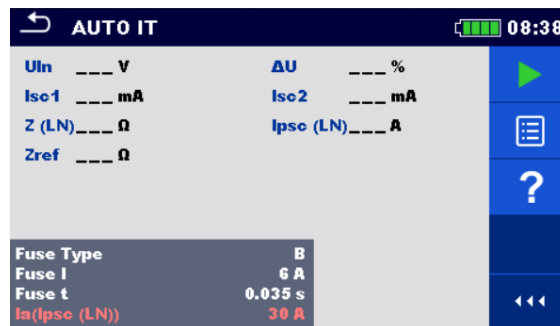 AUTO IT 08:38
Uln ___ V ΔU ___ %
Isc1 ___ mA Isc2 ___ mA
Z (LN)___ Ω Ipsc (LN)___ A
Zref ___ Ω
?
Fuse Type B
Fuse I 6 A
Fuse t 0.035 s
Ia(Ipsc (LN)) 30 A